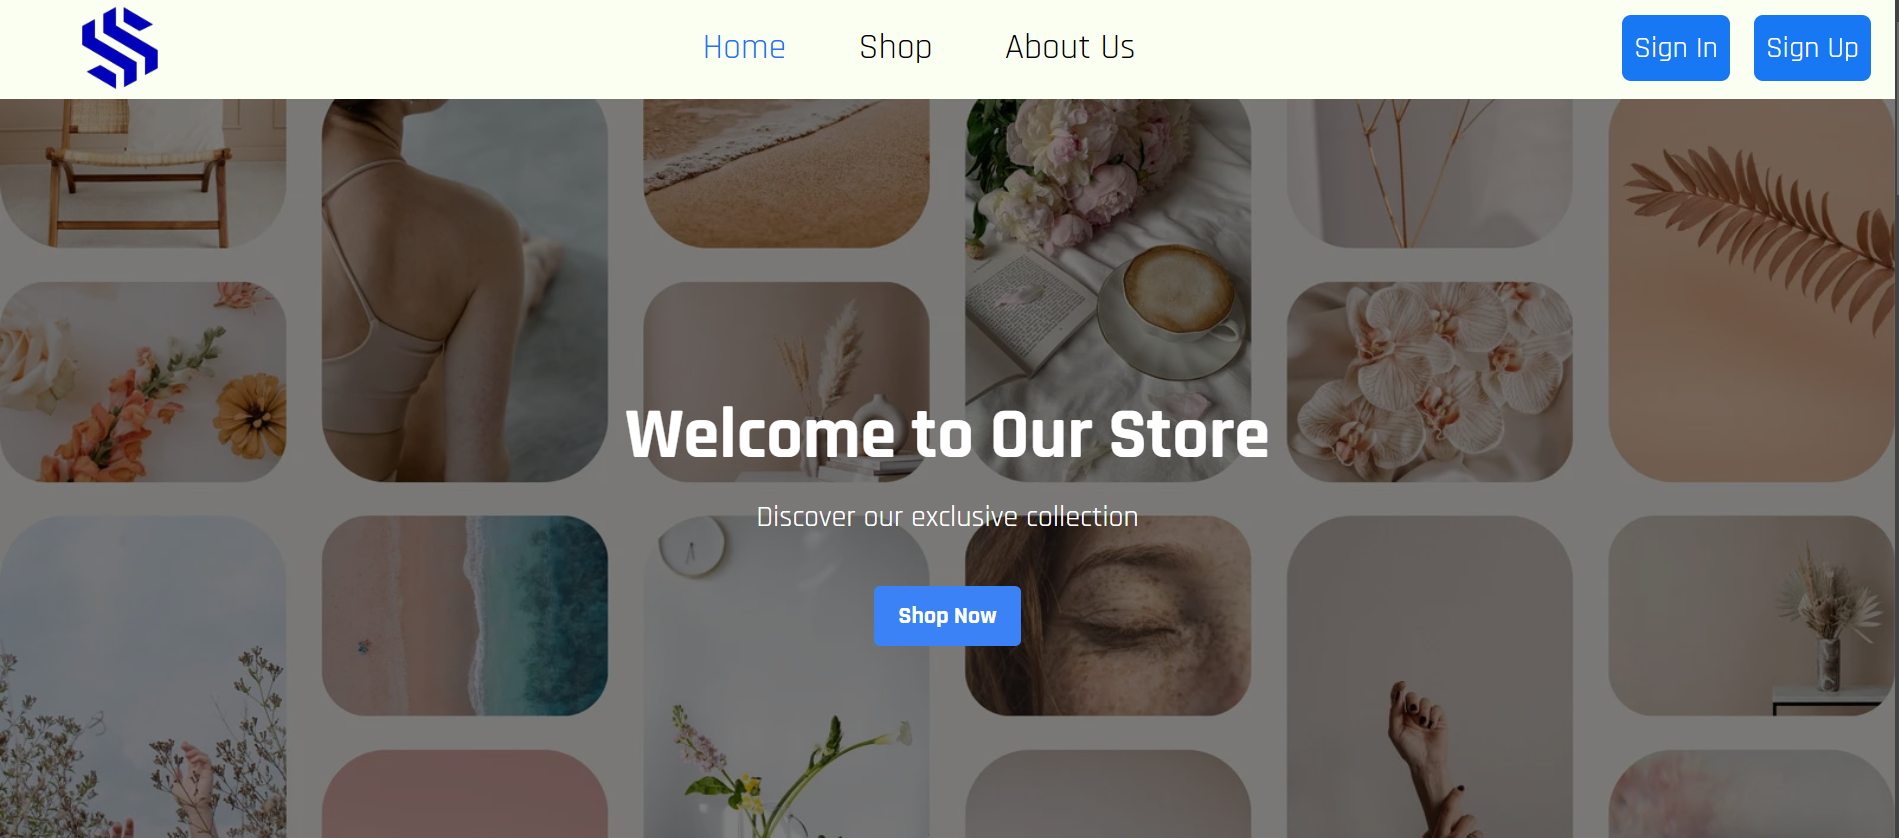 Home Shop About Us Sign In Sign Up
Welcome to Our Store
Discover our exclusive collection
Shop Now